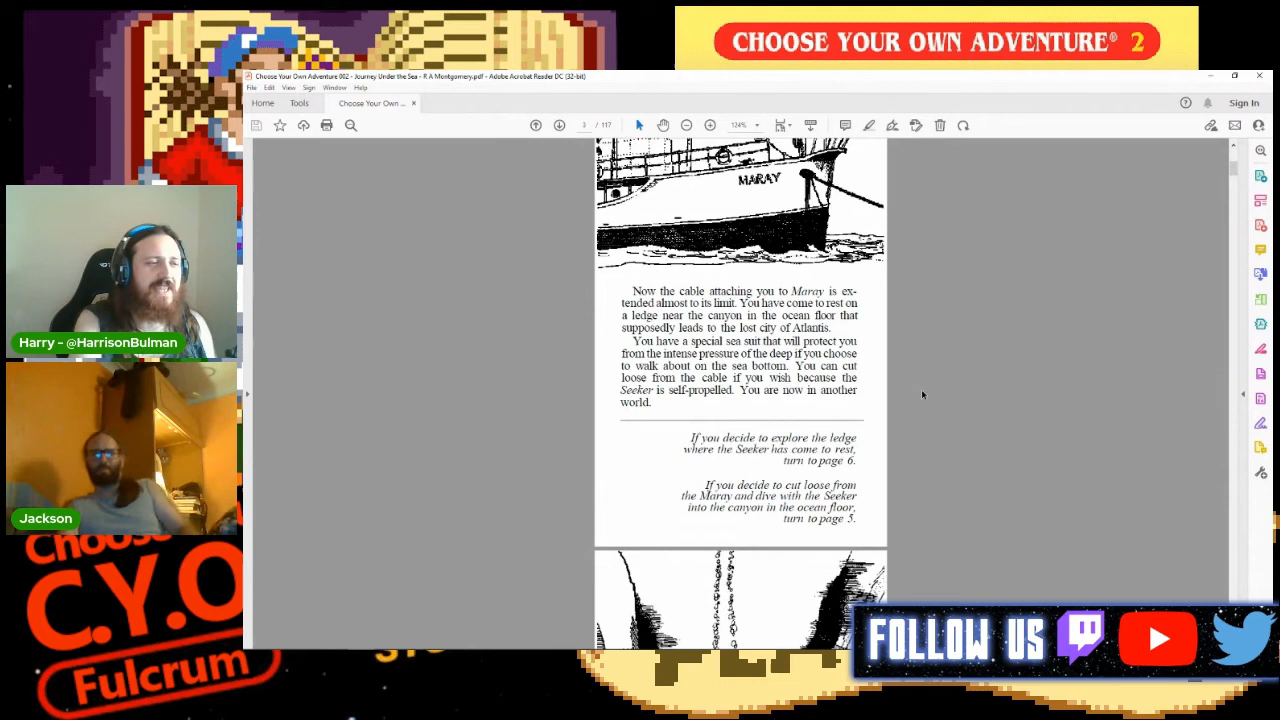 CHOOSE YOUR OWN ADVENTURE® 2
Choose Your Own Adventure 002 - Journey Under the Sea - R A Montgomery.pdf - Adobe Acrobat Reader DC (32-bit)
File Edit View Sign Window Help
Home Tools Choose Your Own ... × Sign In
3 / 117 124%
MARAY
Now the cable attaching you to Maray is ex-
tended almost to its limit. You have come to rest on
a ledge near the canyon in the ocean floor that
supposedly leads to the lost city of Atlantis.
You have a special sea suit that will protect you
from the intense pressure of the deep if you choose
to walk about on the sea bottom. You can cut
loose from the cable if you wish because the
Seeker is self-propelled. You are now in another
world.
If you decide to explore the ledge
where the Seeker has come to rest,
turn to page 6.
If you decide to cut loose from
the Maray and dive with the Seeker
into the canyon in the ocean floor,
turn to page 5.
Harry - @HarrisonBulman
Jackson
C.Y.O
Fulcrum
FOLLOW US